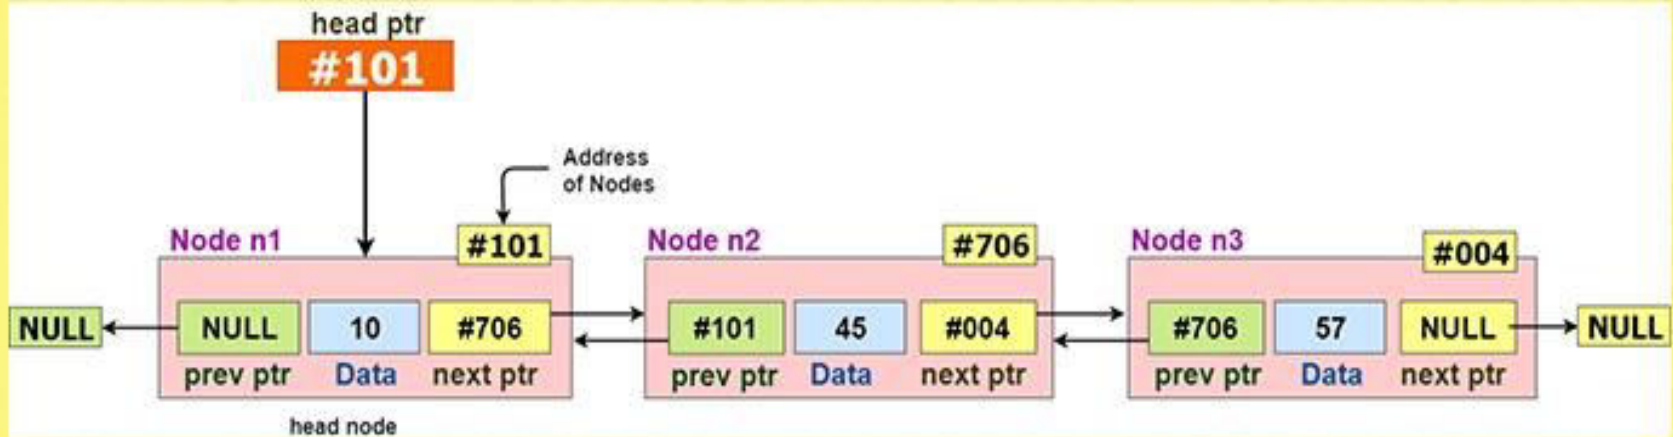 head ptr
#101
Address
of Nodes
Node n1
#101
Node n2
#706
Node n3
#004
NULL
NULL
10
#706
#101
45
#004
#706
57
NULL
NULL
prev ptr
Data
next ptr
prev ptr
Data
next ptr
prev ptr
Data
next ptr
head node